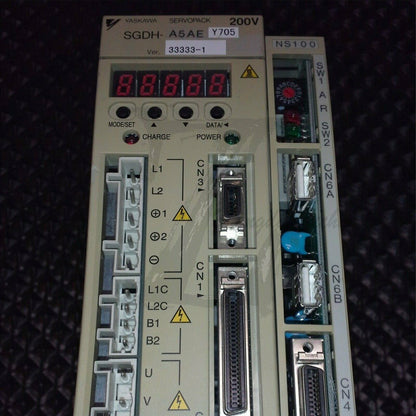 YASKAWA SERVOPACK 200V
SGDH- A5AE Y705
Ver. 33333-1
NS100
88888
MODE/SET ▲ ▼ DATA/◄
CHARGE POWER
SW1
A
R
SW2
L1
L2
⊕1
⊕2
⊖
L1C
L2C
B1
B2
U
V
CN3
CN1
CN6A
CN6B
CN4